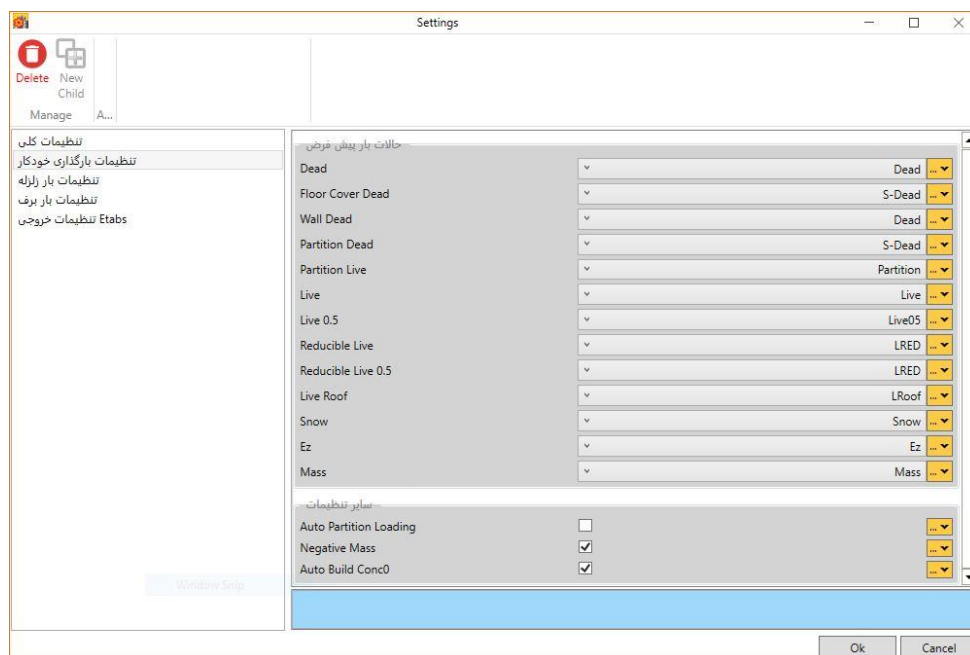 Settings
Delete
New
Child
Manage
A...
تنظیمات کلی
تنظیمات بارگذاری خودکار
تنظیمات بار زلزله
تنظیمات بار برف
تنظیمات خروجی Etabs
حالات بار پیش فرض
Dead Dead ...
Floor Cover Dead S-Dead ...
Wall Dead Dead ...
Partition Dead S-Dead ...
Partition Live Partition ...
Live Live ...
Live 0.5 Live05 ...
Reducible Live LRED ...
Reducible Live 0.5 LRED ...
Live Roof LRoof ...
Snow Snow ...
Ez Ez ...
Mass Mass ...
سایر تنظیمات
Auto Partition Loading ...
Negative Mass ...
Auto Build Conc0 ...
Window Snip
Ok Cancel